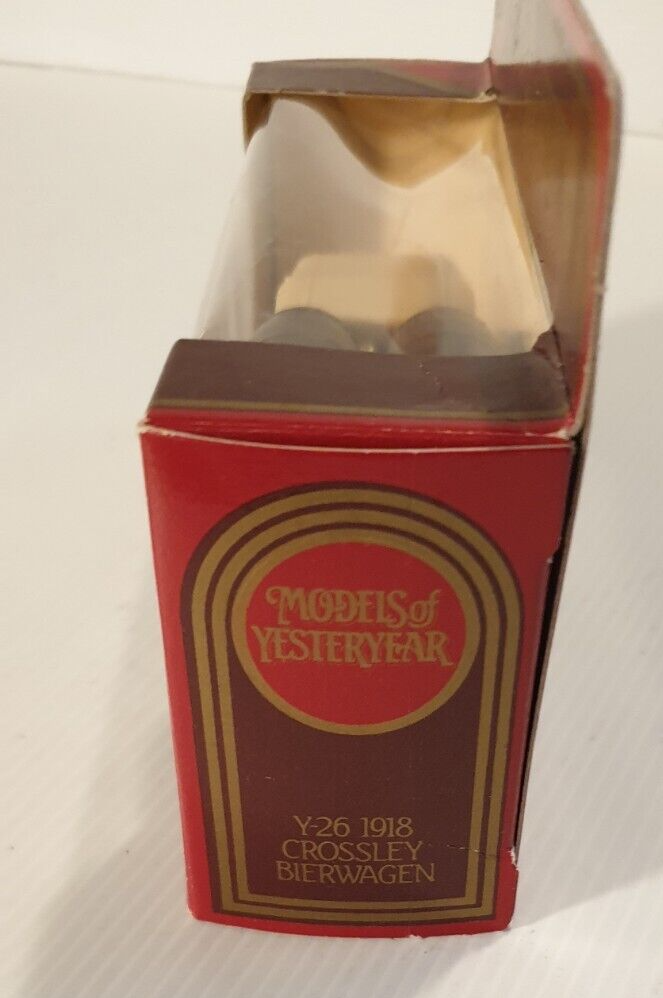 MODELS of
YESTERYEAR
Y-26 1918
CROSSLEY
BIERWAGEN